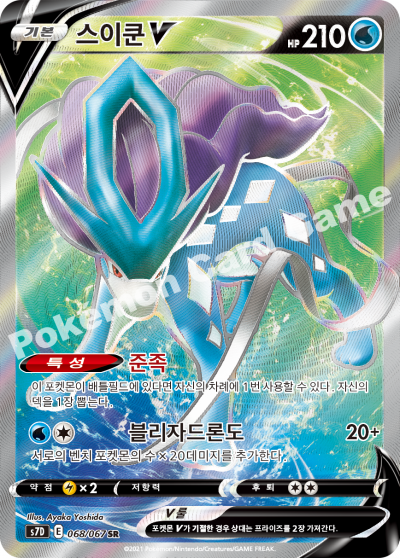 기본 스이쿤 V HP 210
Pokémon Card Game
특성 준족
이 포켓몬이 배틀필드에 있다면 자신의 차례에 1번 사용할 수 있다. 자신의
덱을 1장 뽑는다.
블리자드론도 20+
서로의 벤치 포켓몬의 수×20데미지를 추가한다.
약점 ×2 저항력 후퇴
Illus. Ayaka Yoshida
V룰
s7D E 068/067 SR
포켓몬 V가 기절한 경우 상대는 프라이즈를 2장 가져간다.
©2021 Pokémon/Nintendo/Creatures/GAME FREAK.